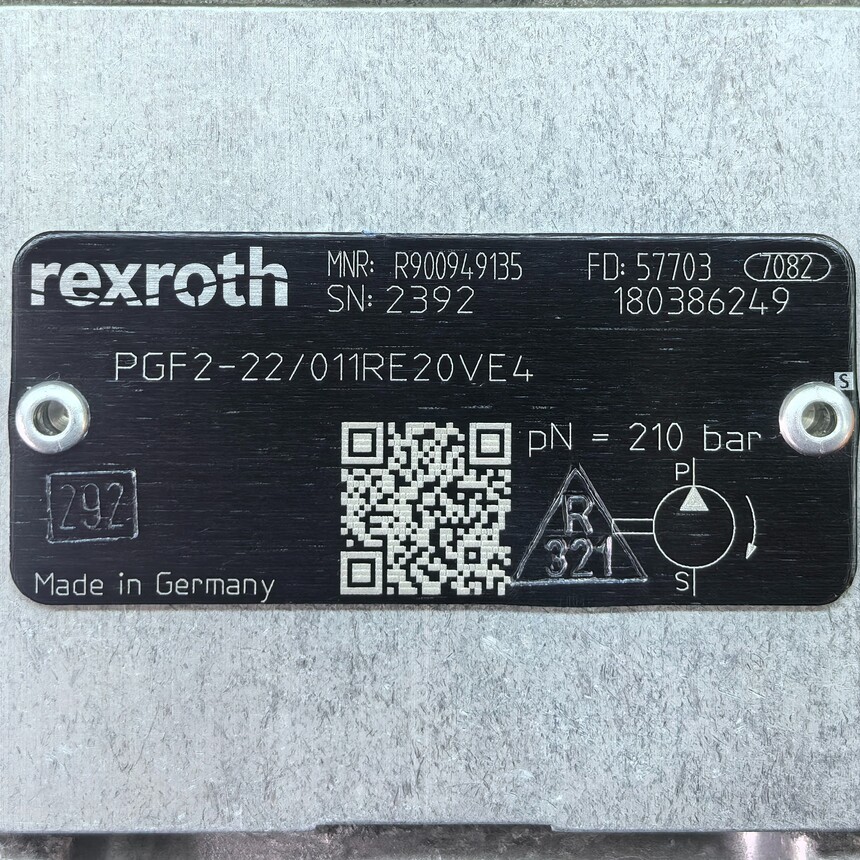 rexroth
MNR: R900949135
FD: 57703
7082
SN: 2392
180386249
PGF2-22/011RE20VE4
S
pN = 210 bar
P
292
R
321
S
Made in Germany